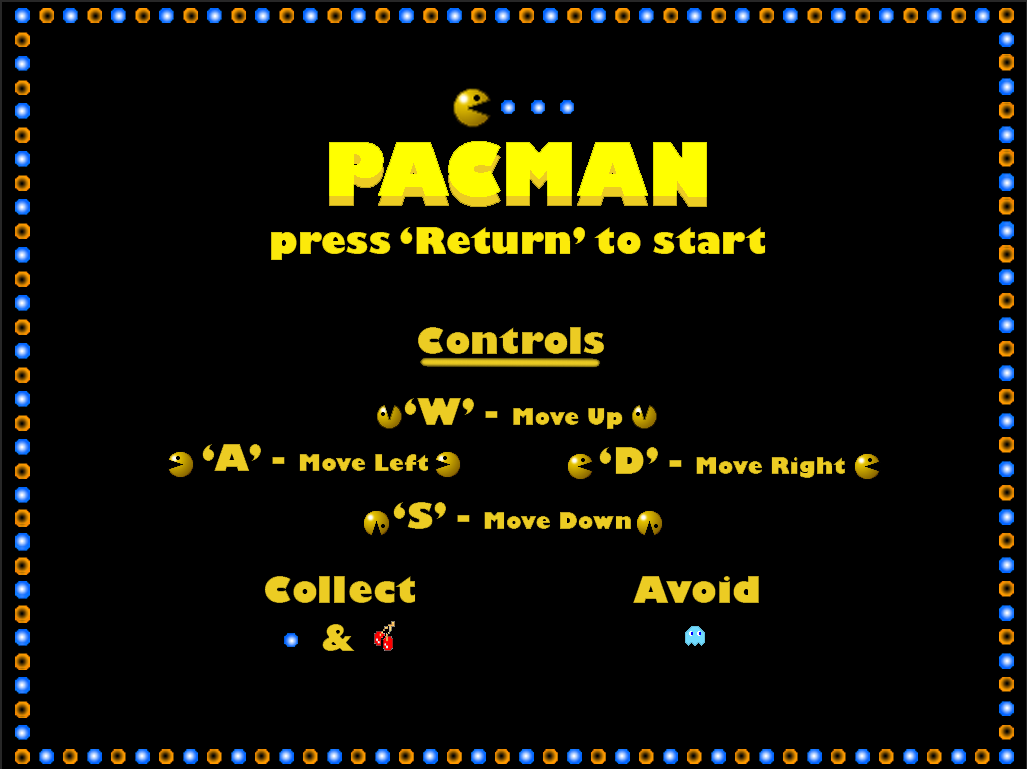 PACMAN
press ‘Return’ to start
Controls
‘W’ - Move Up
‘A’ - Move Left ‘D’ - Move Right
‘S’ - Move Down
Collect Avoid
&